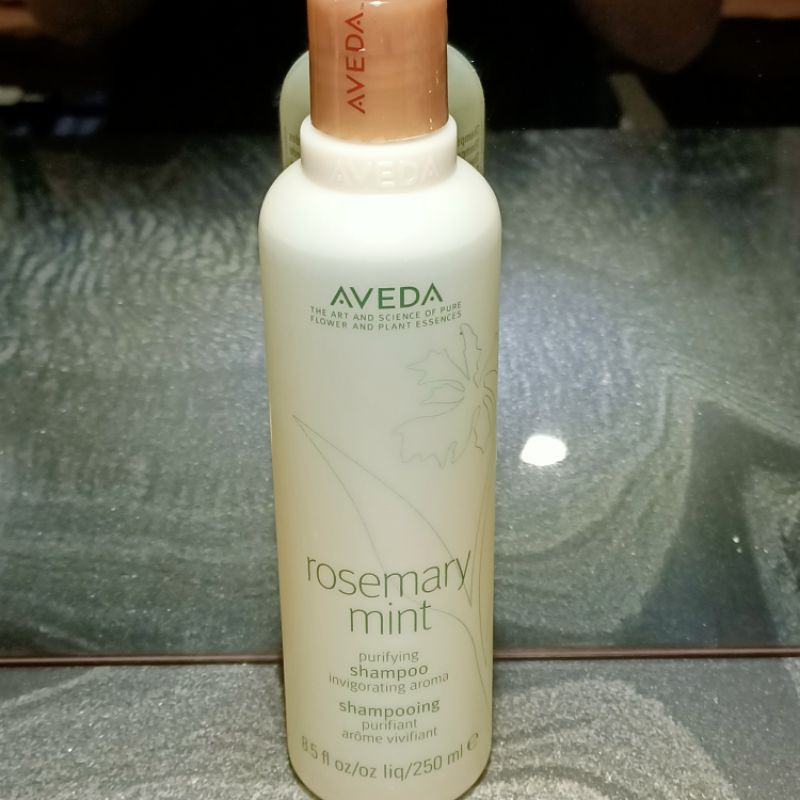 AVEDA
AVEDA
AVEDA
THE ART AND SCIENCE OF PURE
FLOWER AND PLANT ESSENCES
rosemary
mint
purifying
shampoo
invigorating aroma
shampooing
purifiant
arôme vivifiant
8.5 fl oz/oz liq/250 ml ℮